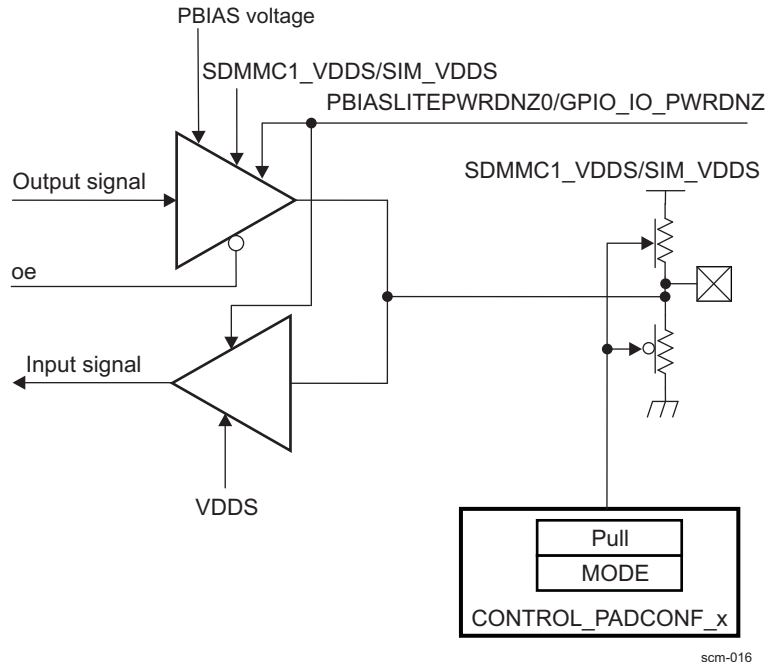 PBIAS voltage
SDMMC1_VDDS/SIM_VDDS
PBIASLITEPWRDNZ0/GPIO_IO_PWRDNZ
SDMMC1_VDDS/SIM_VDDS
Output signal
oe
Input signal
VDDS
Pull
MODE
CONTROL_PADCONF_x
scm-016